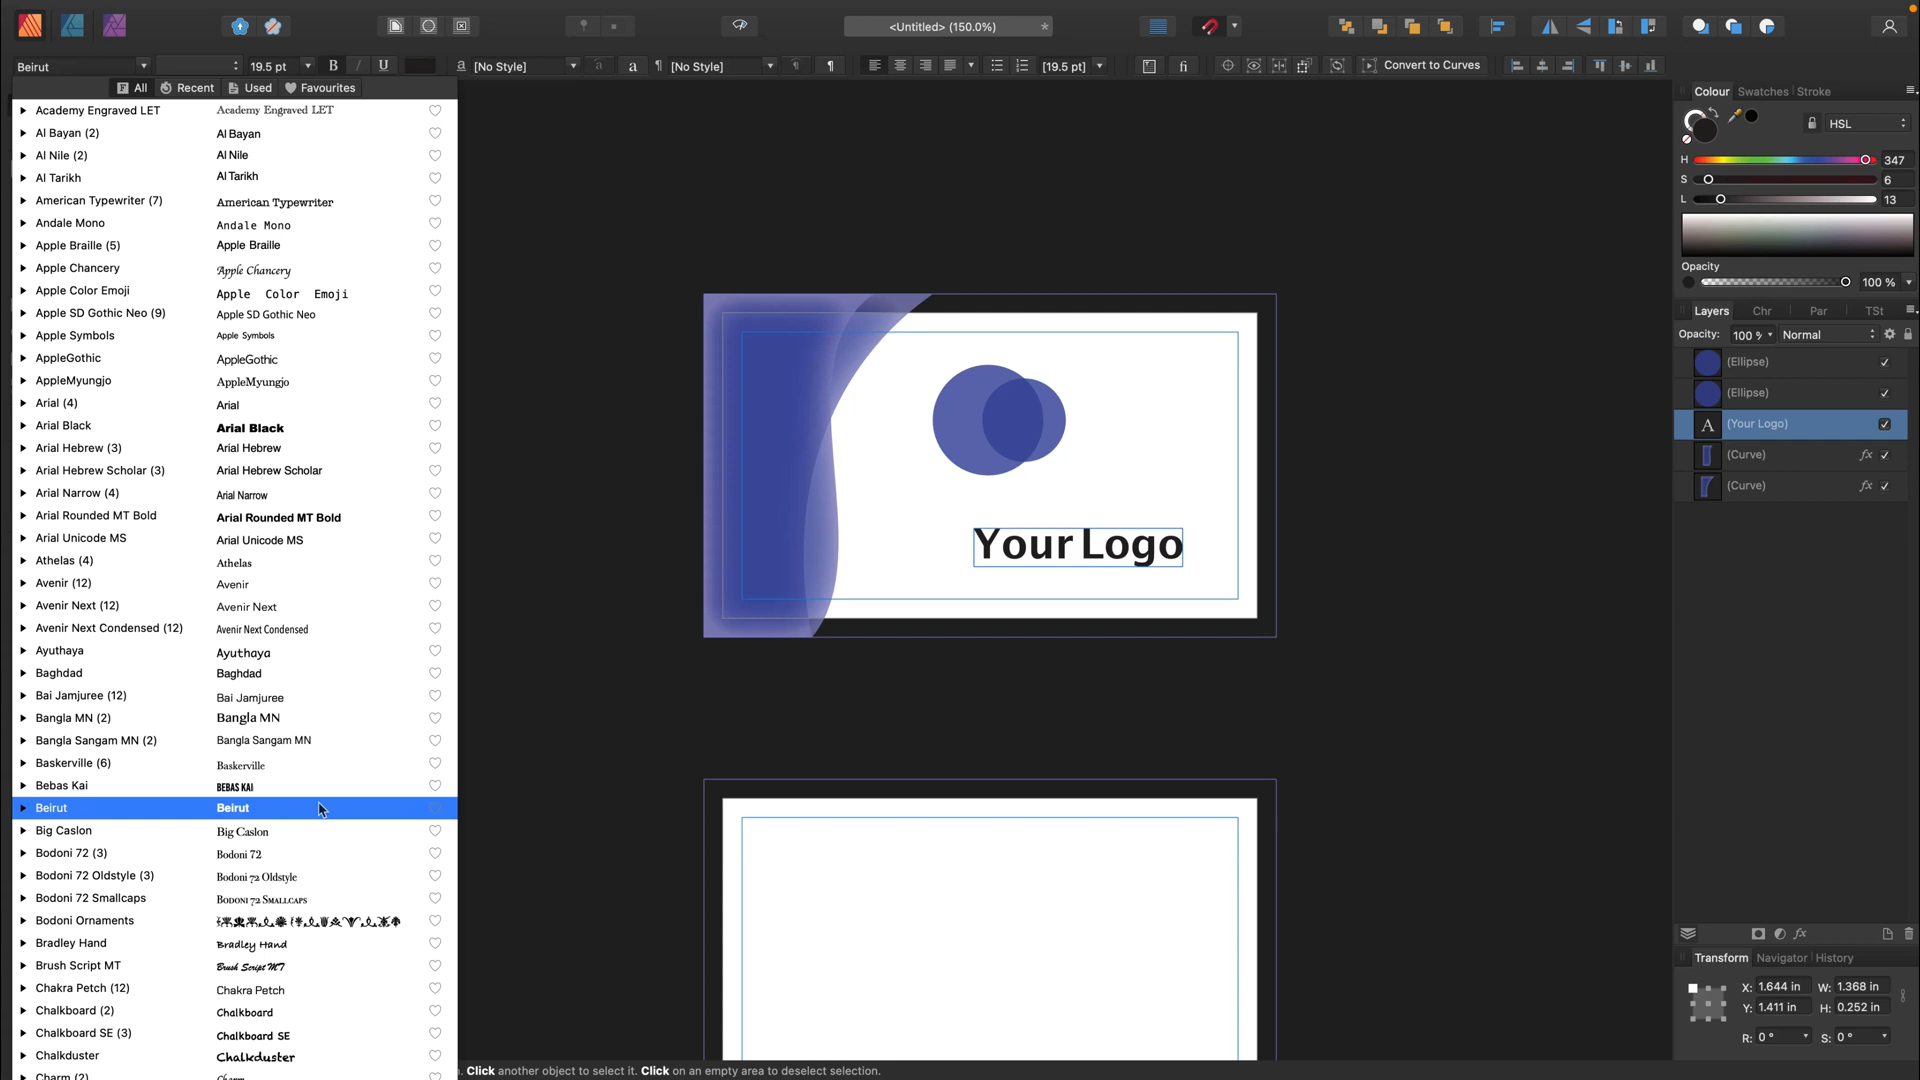 <Untitled> (150.0%)
*
Beirut
19.5 pt
B
I
U
a
[No Style]
a
a
¶
[No Style]
¶
¶
[19.5 pt]
fi
Convert to Curves
All
Recent
Used
Favourites
Academy Engraved LET
Academy Engraved LET
Al Bayan (2)
Al Bayan
Al Nile (2)
Al Nile
Al Tarikh
Al Tarikh
American Typewriter (7)
American Typewriter
Andale Mono
Andale Mono
Apple Braille (5)
Apple Braille
Apple Chancery
Apple Chancery
Apple Color Emoji
Apple Color Emoji
Apple SD Gothic Neo (9)
Apple SD Gothic Neo
Apple Symbols
Apple Symbols
AppleGothic
AppleGothic
AppleMyungjo
AppleMyungjo
Arial (4)
Arial
Arial Black
Arial Black
Arial Hebrew (3)
Arial Hebrew
Arial Hebrew Scholar (3)
Arial Hebrew Scholar
Arial Narrow (4)
Arial Narrow
Arial Rounded MT Bold
Arial Rounded MT Bold
Arial Unicode MS
Arial Unicode MS
Athelas (4)
Athelas
Avenir (12)
Avenir
Avenir Next (12)
Avenir Next
Avenir Next Condensed (12)
Avenir Next Condensed
Ayuthaya
Ayuthaya
Baghdad
Baghdad
Bai Jamjuree (12)
Bai Jamjuree
Bangla MN (2)
Bangla MN
Bangla Sangam MN (2)
Bangla Sangam MN
Baskerville (6)
Baskerville
Bebas Kai
BEBAS KAI
Beirut
Beirut
Big Caslon
Big Caslon
Bodoni 72 (3)
Bodoni 72
Bodoni 72 Oldstyle (3)
Bodoni 72 Oldstyle
Bodoni 72 Smallcaps
Bodoni 72 Smallcaps
Bodoni Ornaments
Bradley Hand
Bradley Hand
Brush Script MT
Brush Script MT
Chakra Petch (12)
Chakra Petch
Chalkboard (2)
Chalkboard
Chalkboard SE (3)
Chalkboard SE
Chalkduster
Chalkduster
Charm (2)
Charm
Your Logo
Colour
Swatches
Stroke
HSL
H
347
S
6
L
13
Opacity
100 %
Layers
Chr
Par
TSt
Opacity:
100 %
Normal
(Ellipse)
(Ellipse)
A
(Your Logo)
(Curve)
fx
(Curve)
fx
fx
Transform
Navigator
History
X: 1.644 in
W: 1.368 in
Y: 1.411 in
H: 0.252 in
R: 0 °
S: 0 °
Click another object to select it. Click on an empty area to deselect selection.